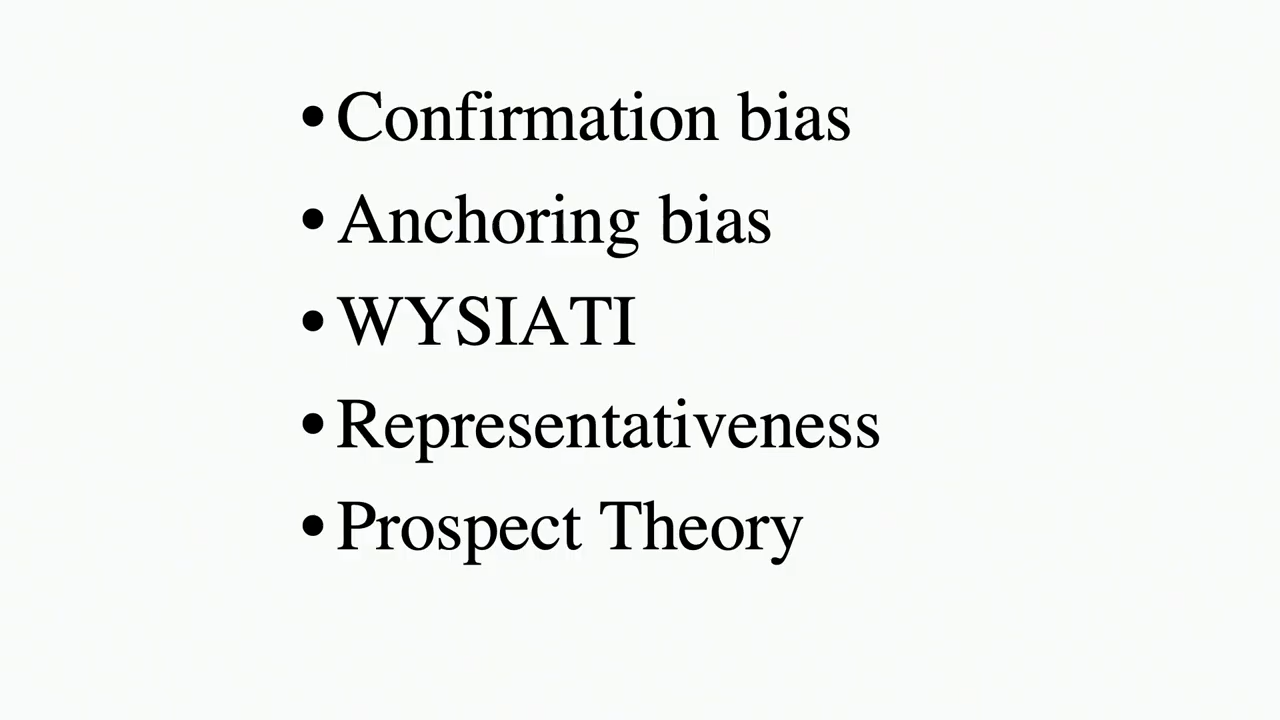 • Confirmation bias
• Anchoring bias
• WYSIATI
• Representativeness
• Prospect Theory